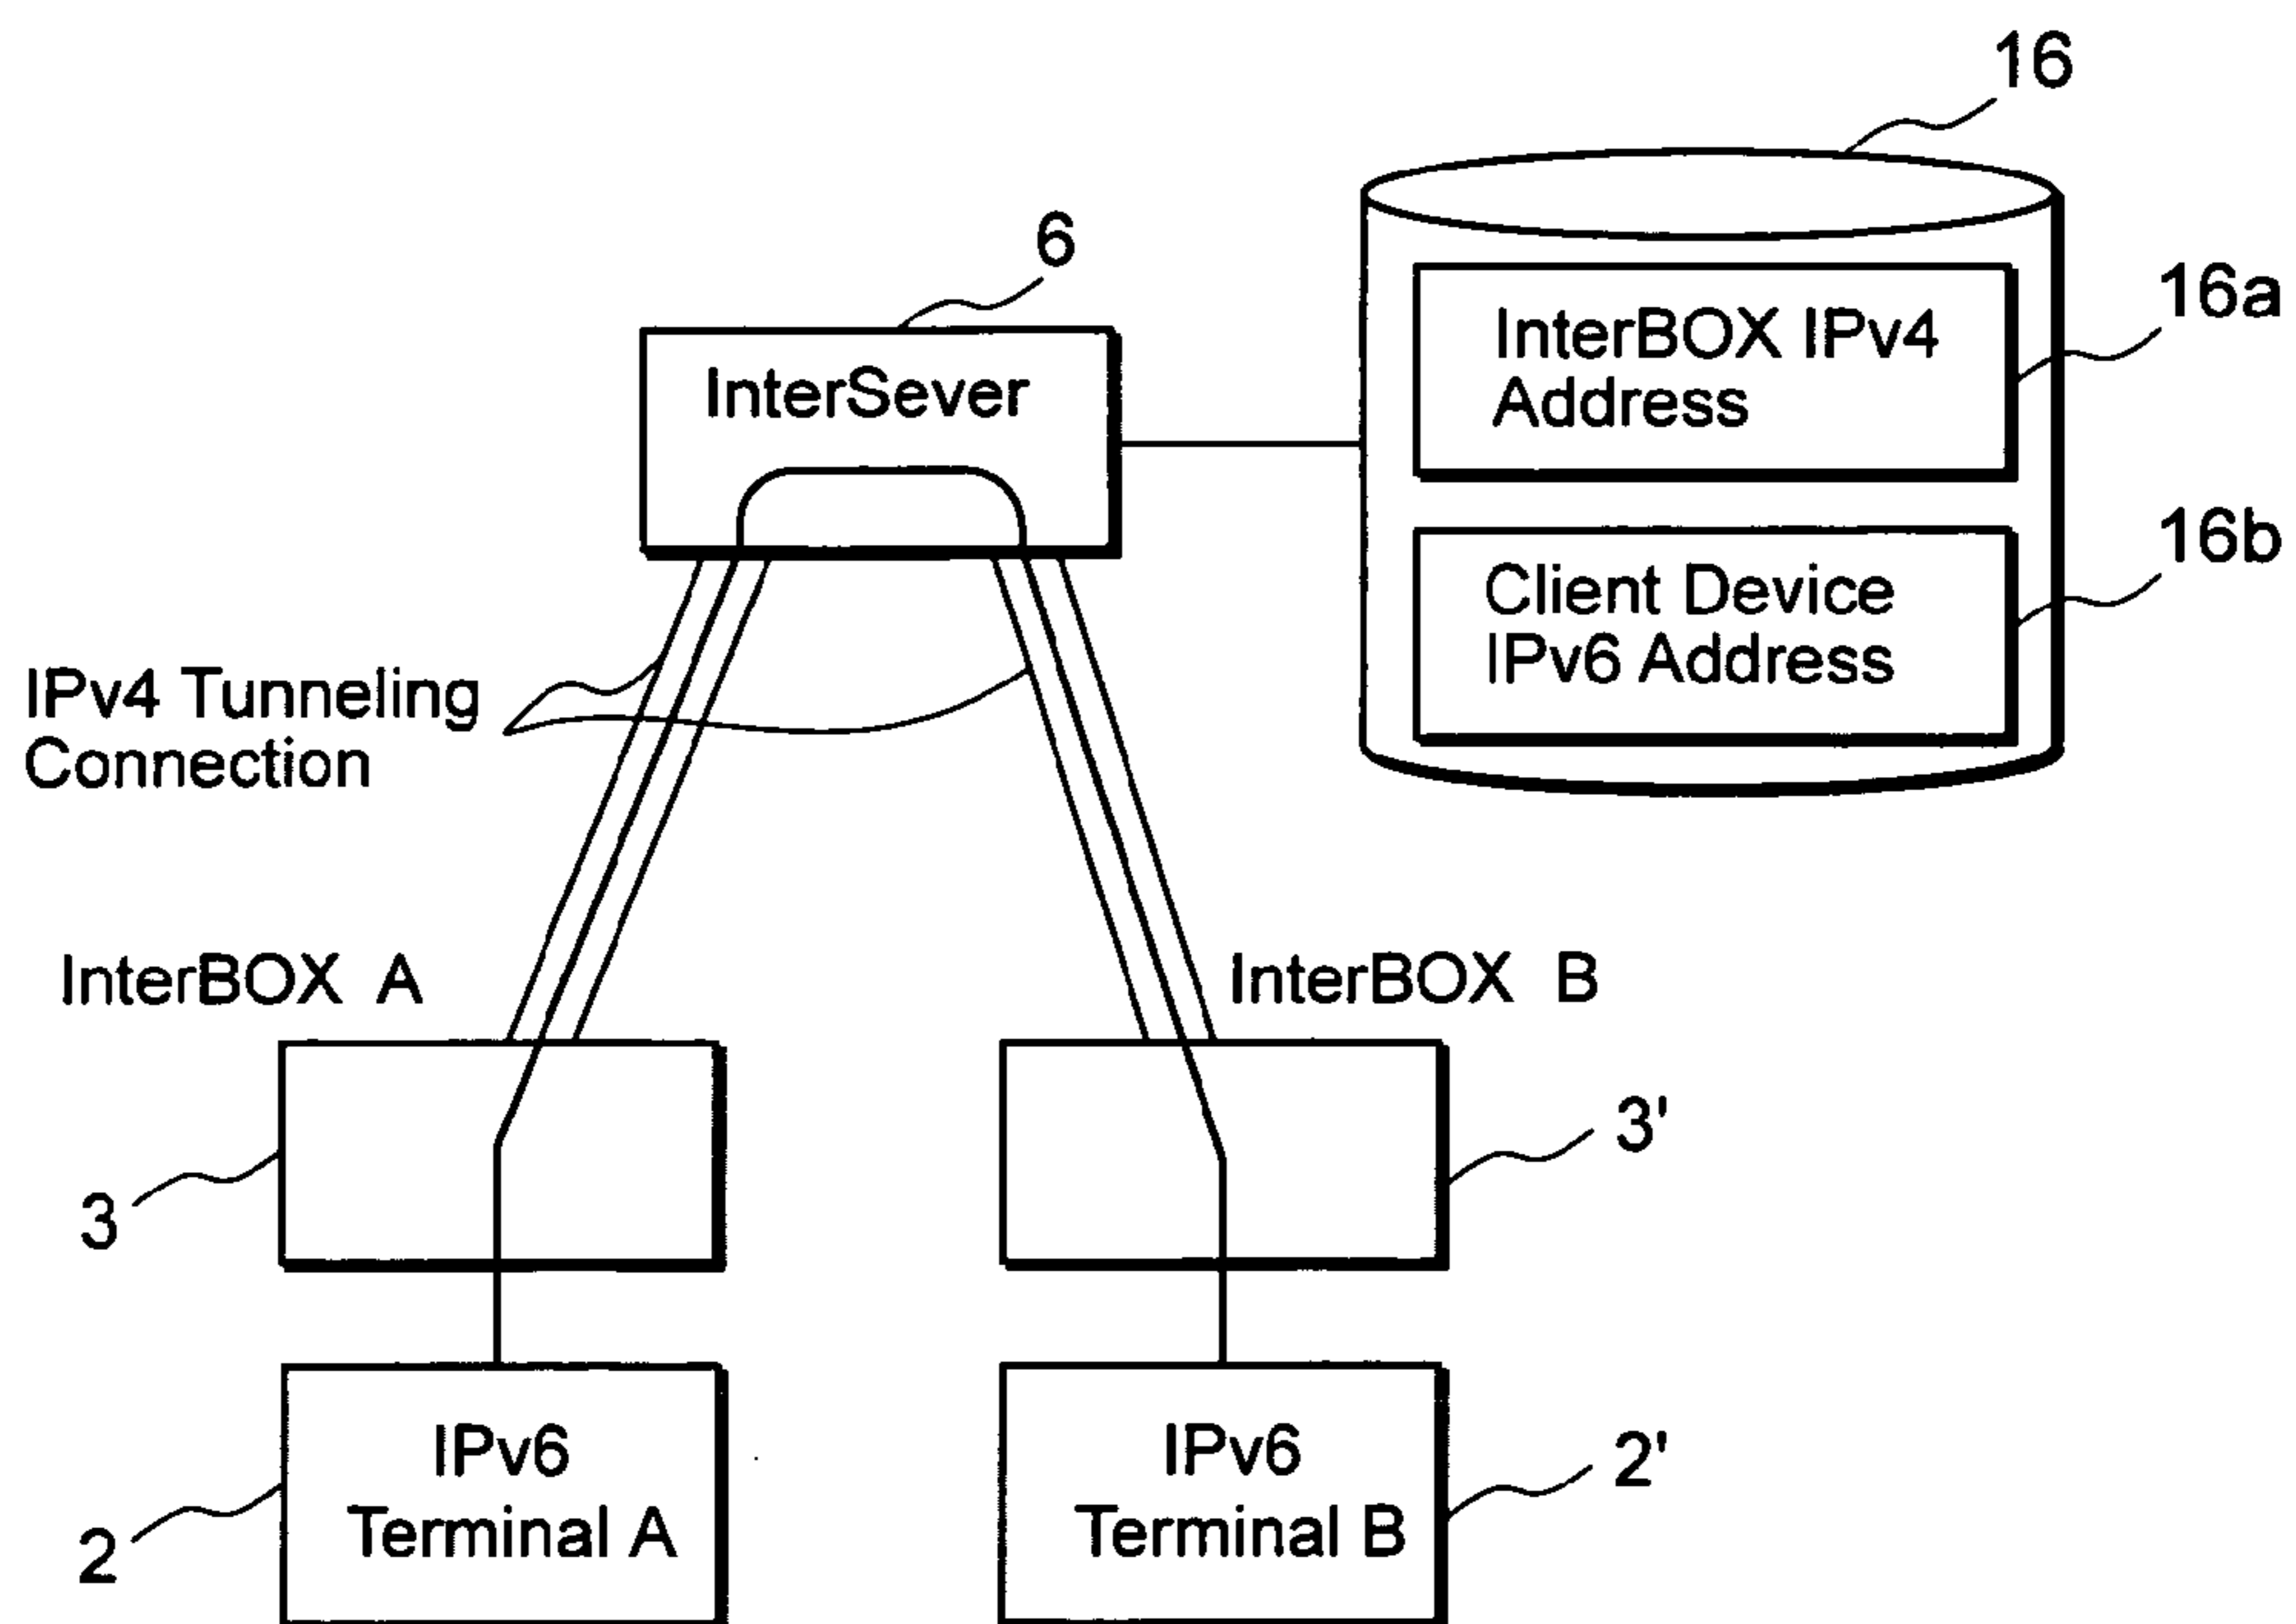 16
6
InterBOX IPv4
Address
16a
InterSever
Client Device
IPv6 Address
16b
IPv4 Tunneling
Connection
InterBOX A
InterBOX B
3
3'
IPv6
Terminal A
2
IPv6
Terminal B
2'